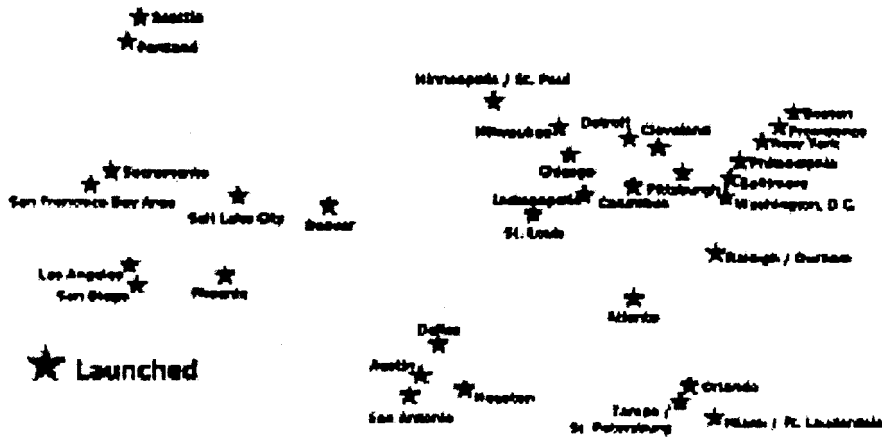 Seattle
Portland
Minneapolis / St. Paul
Boston
Milwaukee
Detroit
Cleveland
Providence
New York
Philadelphia
Chicago
Sacramento
Pittsburgh
Baltimore
San Francisco Bay Area
Salt Lake City
Denver
Indianapolis
Columbus
Washington, D.C.
St. Louis
Raleigh / Durham
Los Angeles
San Diego
Phoenix
Atlanta
Dallas
Launched
Austin
Houston
San Antonio
Orlando
Tampa /
St. Petersburg
Miami / Ft. Lauderdale